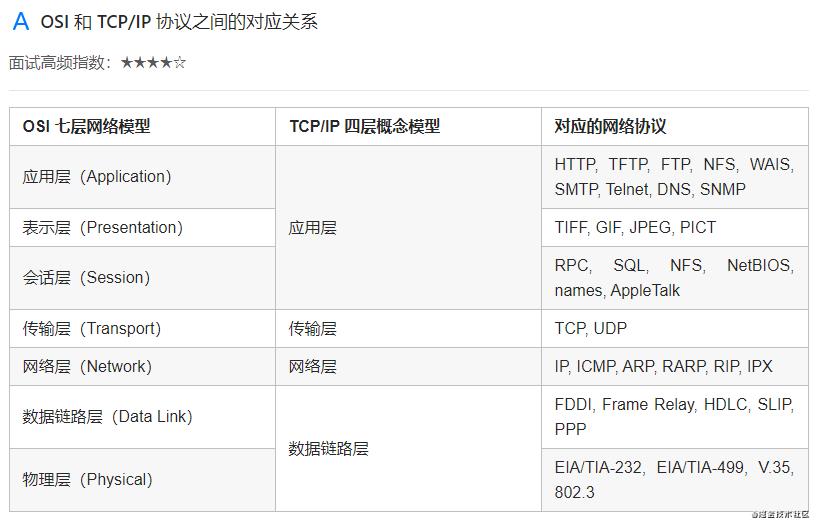 A OSI 和 TCP/IP 协议之间的对应关系
面试高频指数：★★★★☆
OSI 七层网络模型 TCP/IP 四层概念模型 对应的网络协议
应用层（Application） 应用层 HTTP, TFTP, FTP, NFS, WAIS,
SMTP, Telnet, DNS, SNMP
表示层（Presentation） TIFF, GIF, JPEG, PICT
会话层（Session） RPC, SQL, NFS, NetBIOS,
names, AppleTalk
传输层（Transport） 传输层 TCP, UDP
网络层（Network） 网络层 IP, ICMP, ARP, RARP, RIP, IPX
数据链路层（Data Link） 数据链路层 FDDI, Frame Relay, HDLC, SLIP,
PPP
物理层（Physical） EIA/TIA-232, EIA/TIA-499, V.35,
802.3
@掘金技术社区